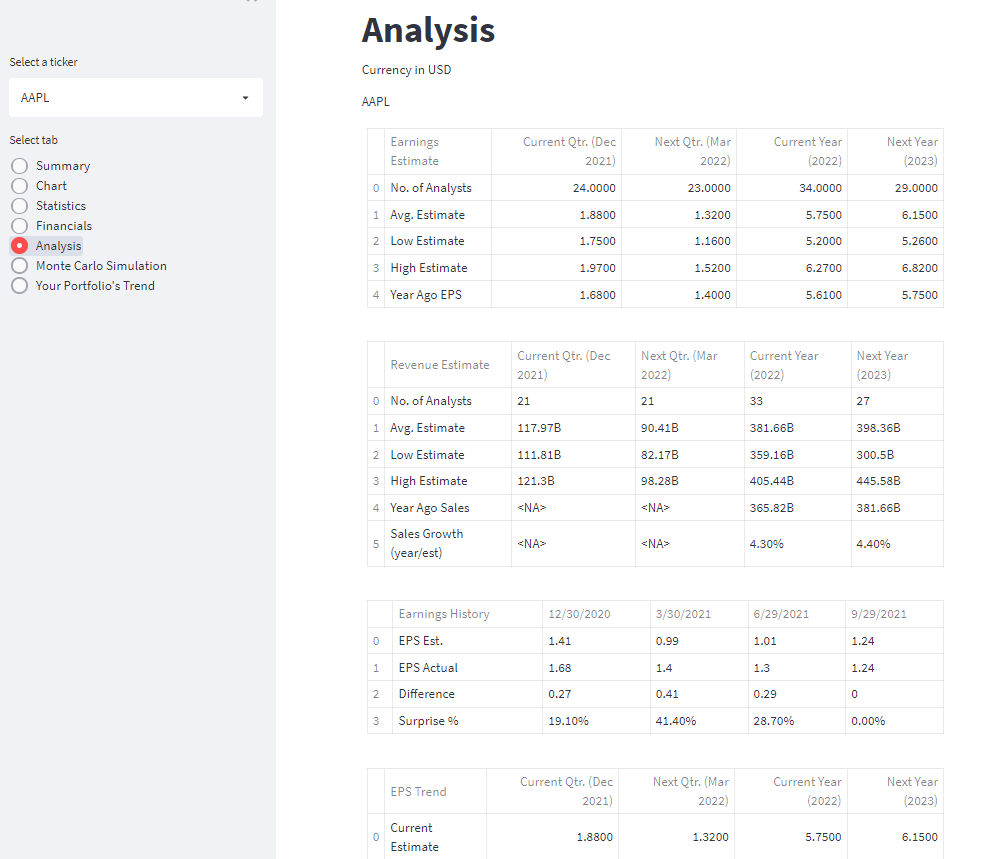 Select a ticker
AAPL
Select tab
Summary
Chart
Statistics
Financials
Analysis
Monte Carlo Simulation
Your Portfolio's Trend
Analysis
Currency in USD
AAPL
Earnings Estimate Current Qtr. (Dec 2021) Next Qtr. (Mar 2022) Current Year (2022) Next Year (2023)
0 No. of Analysts 24.0000 23.0000 34.0000 29.0000
1 Avg. Estimate 1.8800 1.3200 5.7500 6.1500
2 Low Estimate 1.7500 1.1600 5.2000 5.2600
3 High Estimate 1.9700 1.5200 6.2700 6.8200
4 Year Ago EPS 1.6800 1.4000 5.6100 5.7500
Revenue Estimate Current Qtr. (Dec 2021) Next Qtr. (Mar 2022) Current Year (2022) Next Year (2023)
0 No. of Analysts 21 21 33 27
1 Avg. Estimate 117.97B 90.41B 381.66B 398.36B
2 Low Estimate 111.81B 82.17B 359.16B 300.5B
3 High Estimate 121.3B 98.28B 405.44B 445.58B
4 Year Ago Sales <NA> <NA> 365.82B 381.66B
5 Sales Growth (year/est) <NA> <NA> 4.30% 4.40%
Earnings History 12/30/2020 3/30/2021 6/29/2021 9/29/2021
0 EPS Est. 1.41 0.99 1.01 1.24
1 EPS Actual 1.68 1.4 1.3 1.24
2 Difference 0.27 0.41 0.29 0
3 Surprise % 19.10% 41.40% 28.70% 0.00%
EPS Trend Current Qtr. (Dec 2021) Next Qtr. (Mar 2022) Current Year (2022) Next Year (2023)
0 Current Estimate 1.8800 1.3200 5.7500 6.1500